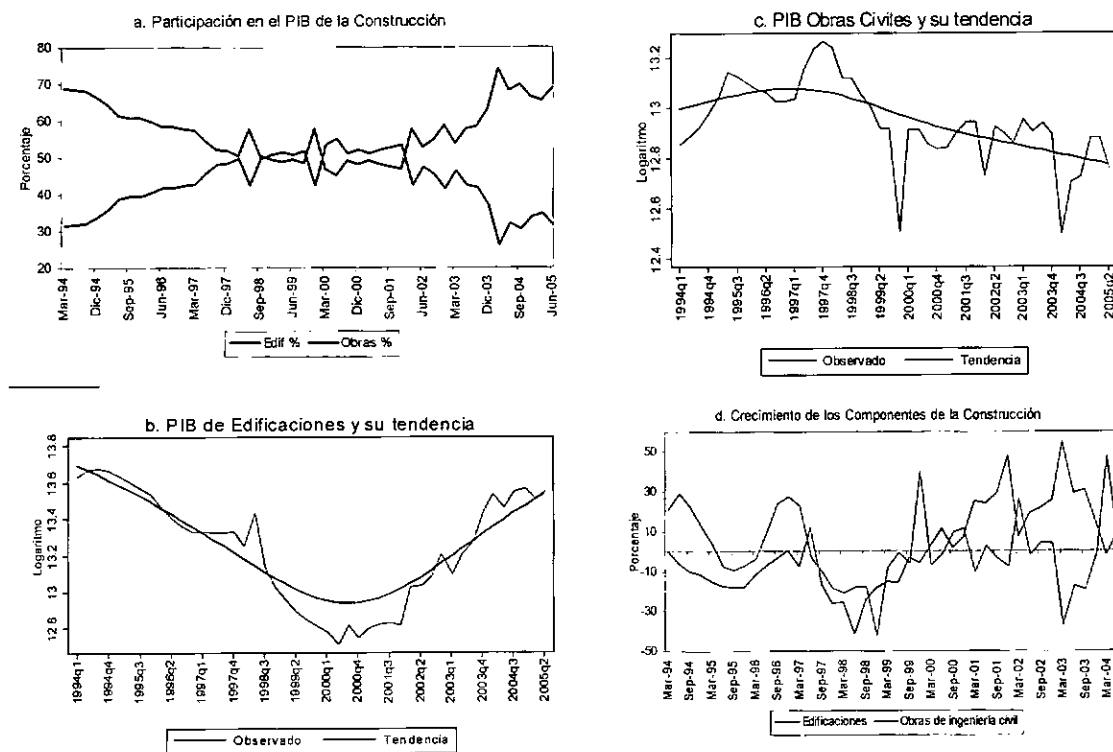 a. Participación en el PIB de la Construcción
Porcentaje
80
70
60
50
40
30
20
Mar-94
Dic-94
Sep-95
Jun-96
Mar-97
Dic-97
Sep-98
Jun-99
Mar-00
Dic-00
Sep-01
Jun-02
Mar-03
Dic-03
Sep-04
Jun-05
Edif %
Obras %
c. PIB Obras Civiles y su tendencia
Logaritmo
13.2
13
12.8
12.6
12.4
1994q1
1994q4
1995q3
1996q2
1997q1
1997q4
1998q3
1999q2
2000q1
2000q4
2001q3
2002q2
2003q1
2003q4
2004q3
2005q2
Observado
Tendencia
b. PIB de Edificaciones y su tendencia
Logaritmo
13.8
13.6
13.4
13.2
13
12.8
1994q1
1994q4
1995q3
1996q2
1997q1
1997q4
1998q3
1999q2
2000q1
2000q4
2001q3
2002q2
2003q1
2003q4
2004q3
2005q2
Observado
Tendencia
d. Crecimiento de los Componentes de la Construcción
Porcentaje
50
30
10
-10
-30
-50
Mar-94
Sep-94
Mar-95
Sep-95
Mar-96
Sep-96
Mar-97
Sep-97
Mar-98
Sep-98
Mar-99
Sep-99
Mar-00
Sep-00
Mar-01
Sep-01
Mar-02
Sep-02
Mar-03
Sep-03
Mar-04
Edificaciones
Obras de ingeniería civil